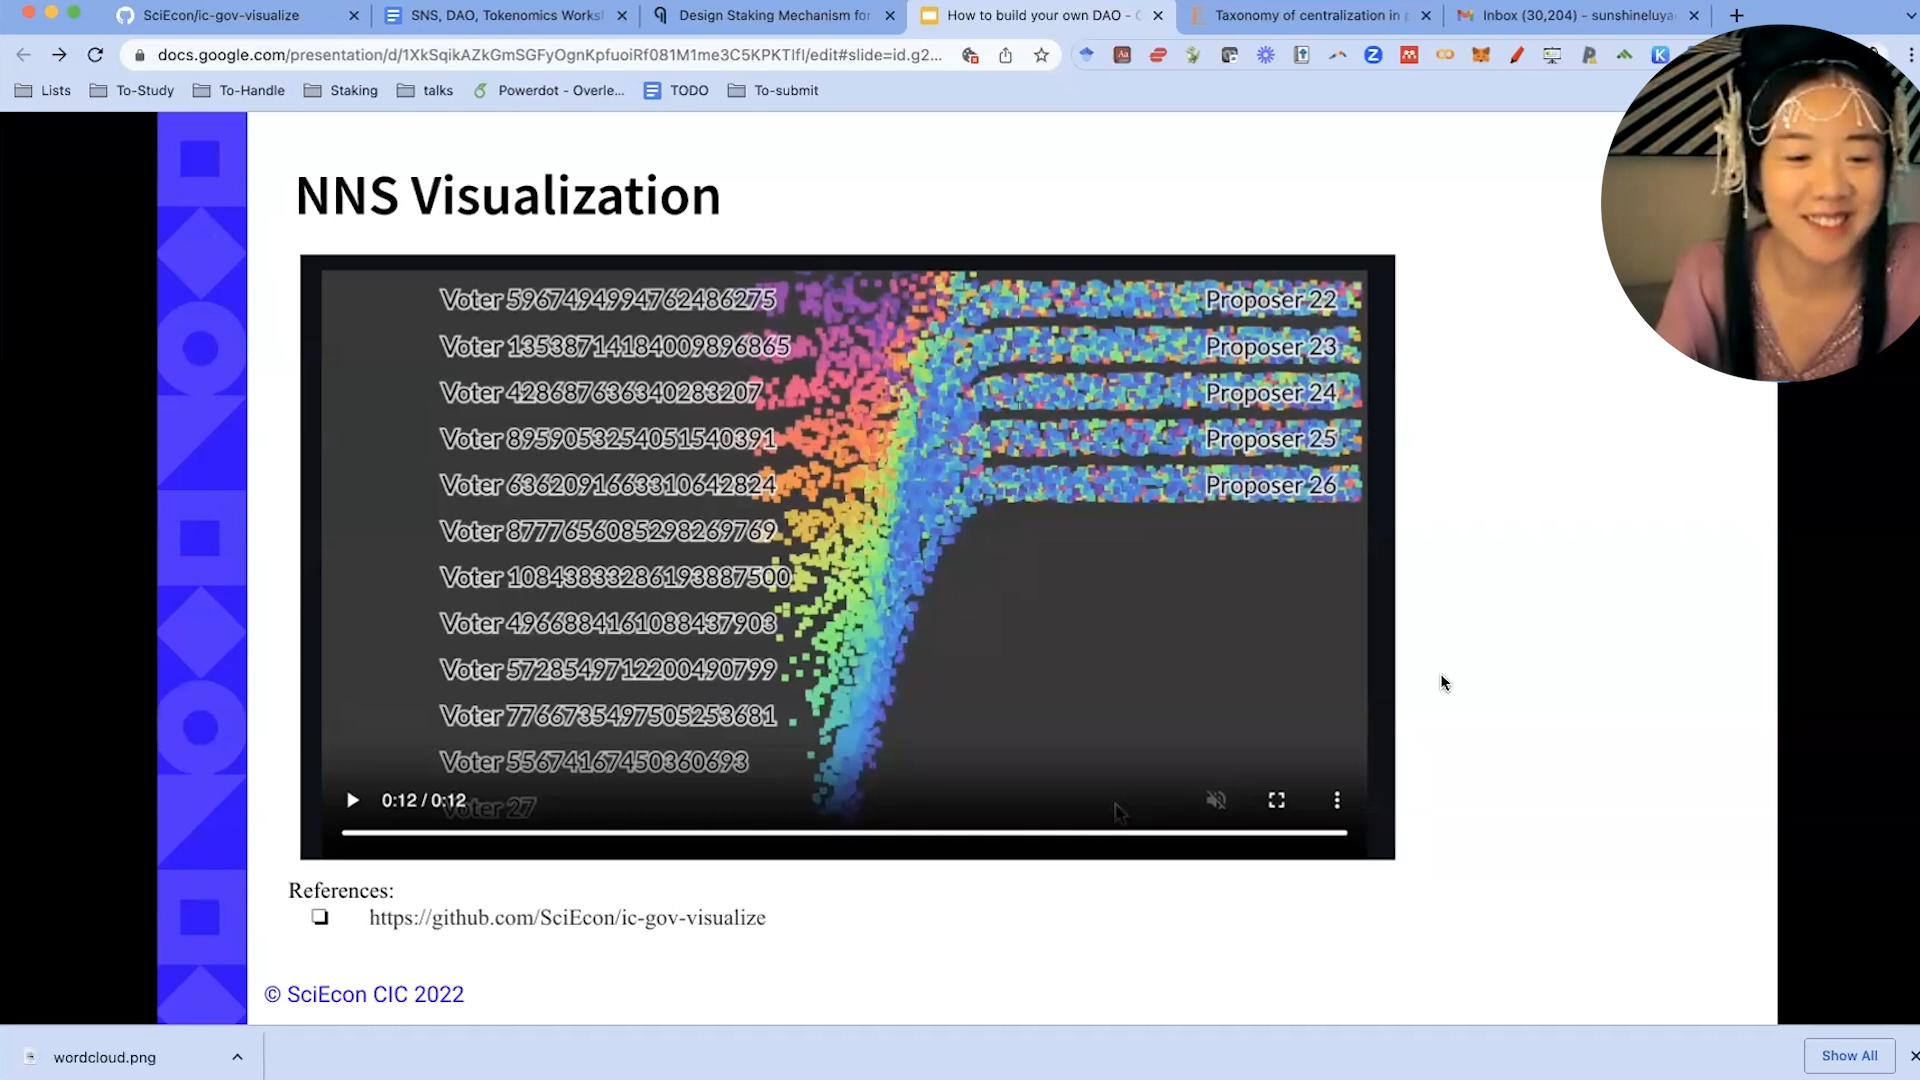 SciEcon/ic-gov-visualize
SNS, DAO, Tokenomics Works
Design Staking Mechanism for
How to build your own DAO -
Taxonomy of centralization in
Inbox (30,204) - sunshineluya
docs.google.com/presentation/d/1XkSqikAZkGmSGFyOgnKpfuoiRf081M1me3C5KPKTlfI/edit#slide=id.g2...
Lists
To-Study
To-Handle
Staking
talks
Powerdot - Overle...
TODO
To-submit
NNS Visualization
Voter 5967494994762486275
Proposer 22
Voter 13538714184009896865
Proposer 23
Voter 428687636340283207
Proposer 24
Voter 8959053254051540391
Proposer 25
Voter 6362091663310642824
Proposer 26
Voter 8777656085298269769
Voter 10843833286193887500
Voter 4966884161088437903
Voter 5728549712200490799
Voter 7766735497505253681
Voter 55674167450360693
0:12 / 0:12
Voter 27
References:
https://github.com/SciEcon/ic-gov-visualize
© SciEcon CIC 2022
wordcloud.png
Show All